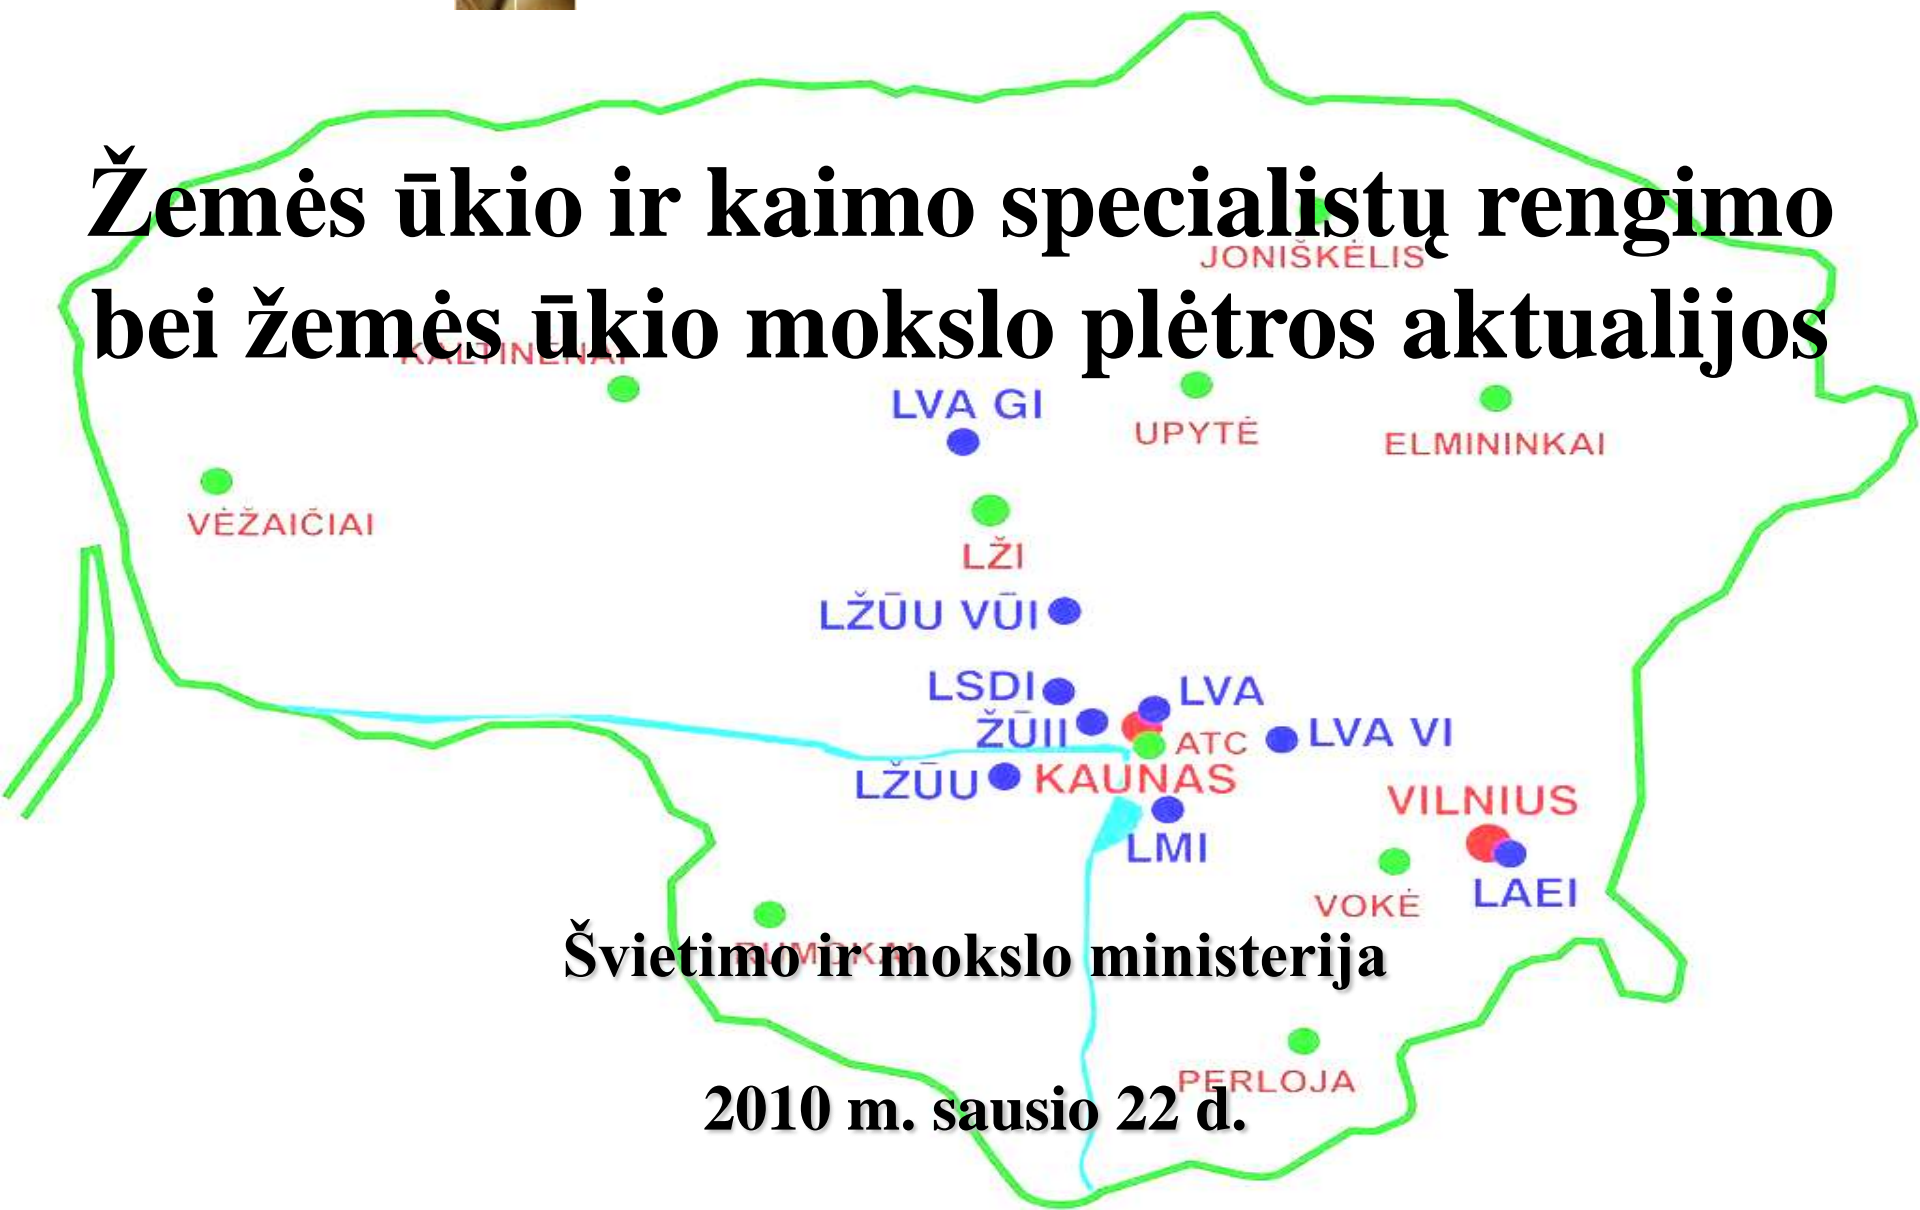 Žemės ūkio ir kaimo specialistų rengimo
JONIŠKĖLIS
bei žemės ūkio mokslo plėtros aktualijos
KALTINĖNAI
LVA GI
UPYTĖ
ELMININKAI
VĖŽAIČIAI
LŽI
LŽŪU VŪI
LSDI
LVA
ŽŪII
ATC
LVA VI
LŽŪU
KAUNAS
VILNIUS
LMI
LAEI
VOKĖ
RUMOKAI
Švietimo ir mokslo ministerija
PERLOJA
2010 m. sausio 22 d.